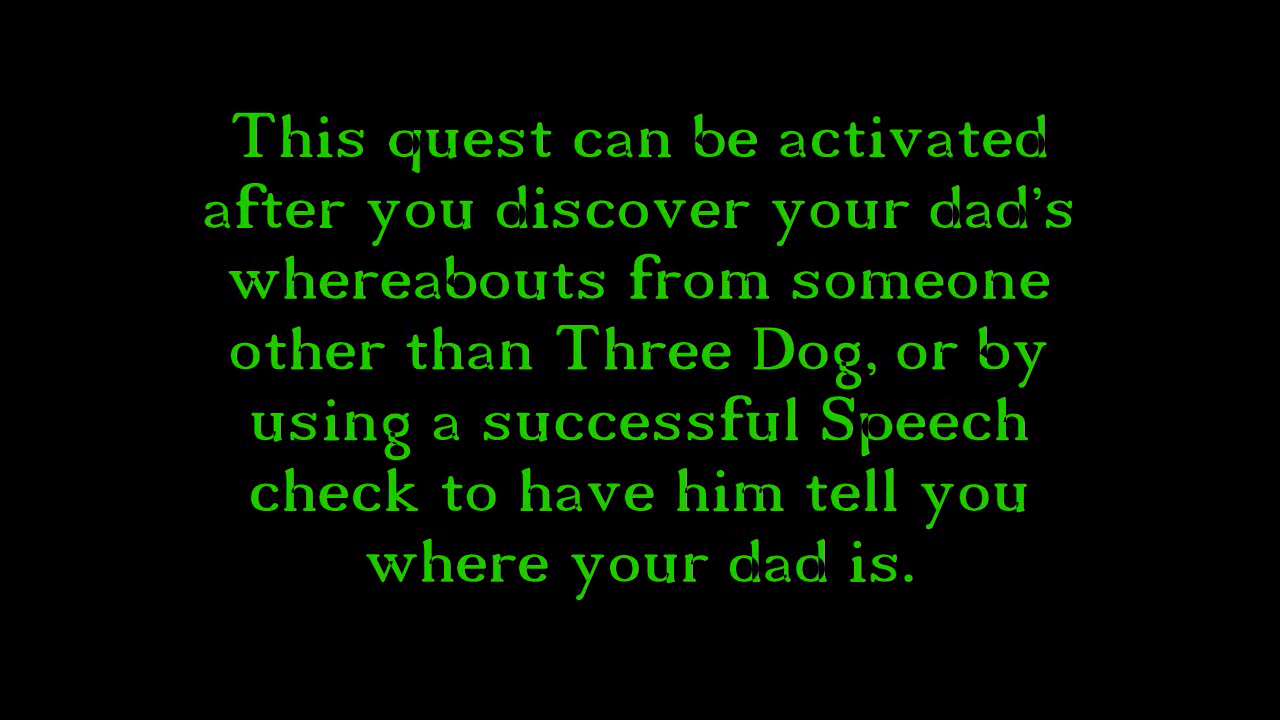 This quest can be activated
after you discover your dad’s
whereabouts from someone
other than Three Dog, or by
using a successful Speech
check to have him tell you
where your dad is.